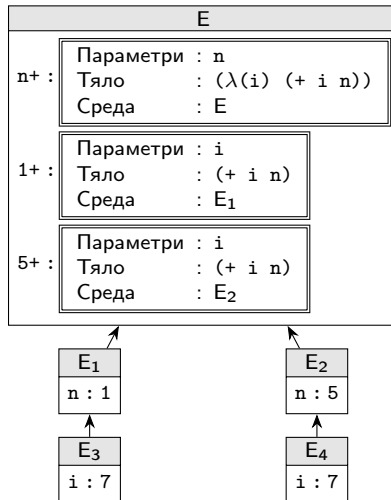 E
n+ : Параметри : n
Тяло : (λ(i) (+ i n))
Среда : E
1+ : Параметри : i
Тяло : (+ i n)
Среда : E₁
5+ : Параметри : i
Тяло : (+ i n)
Среда : E₂
E₁ E₂
n : 1 n : 5
E₃ E₄
i : 7 i : 7